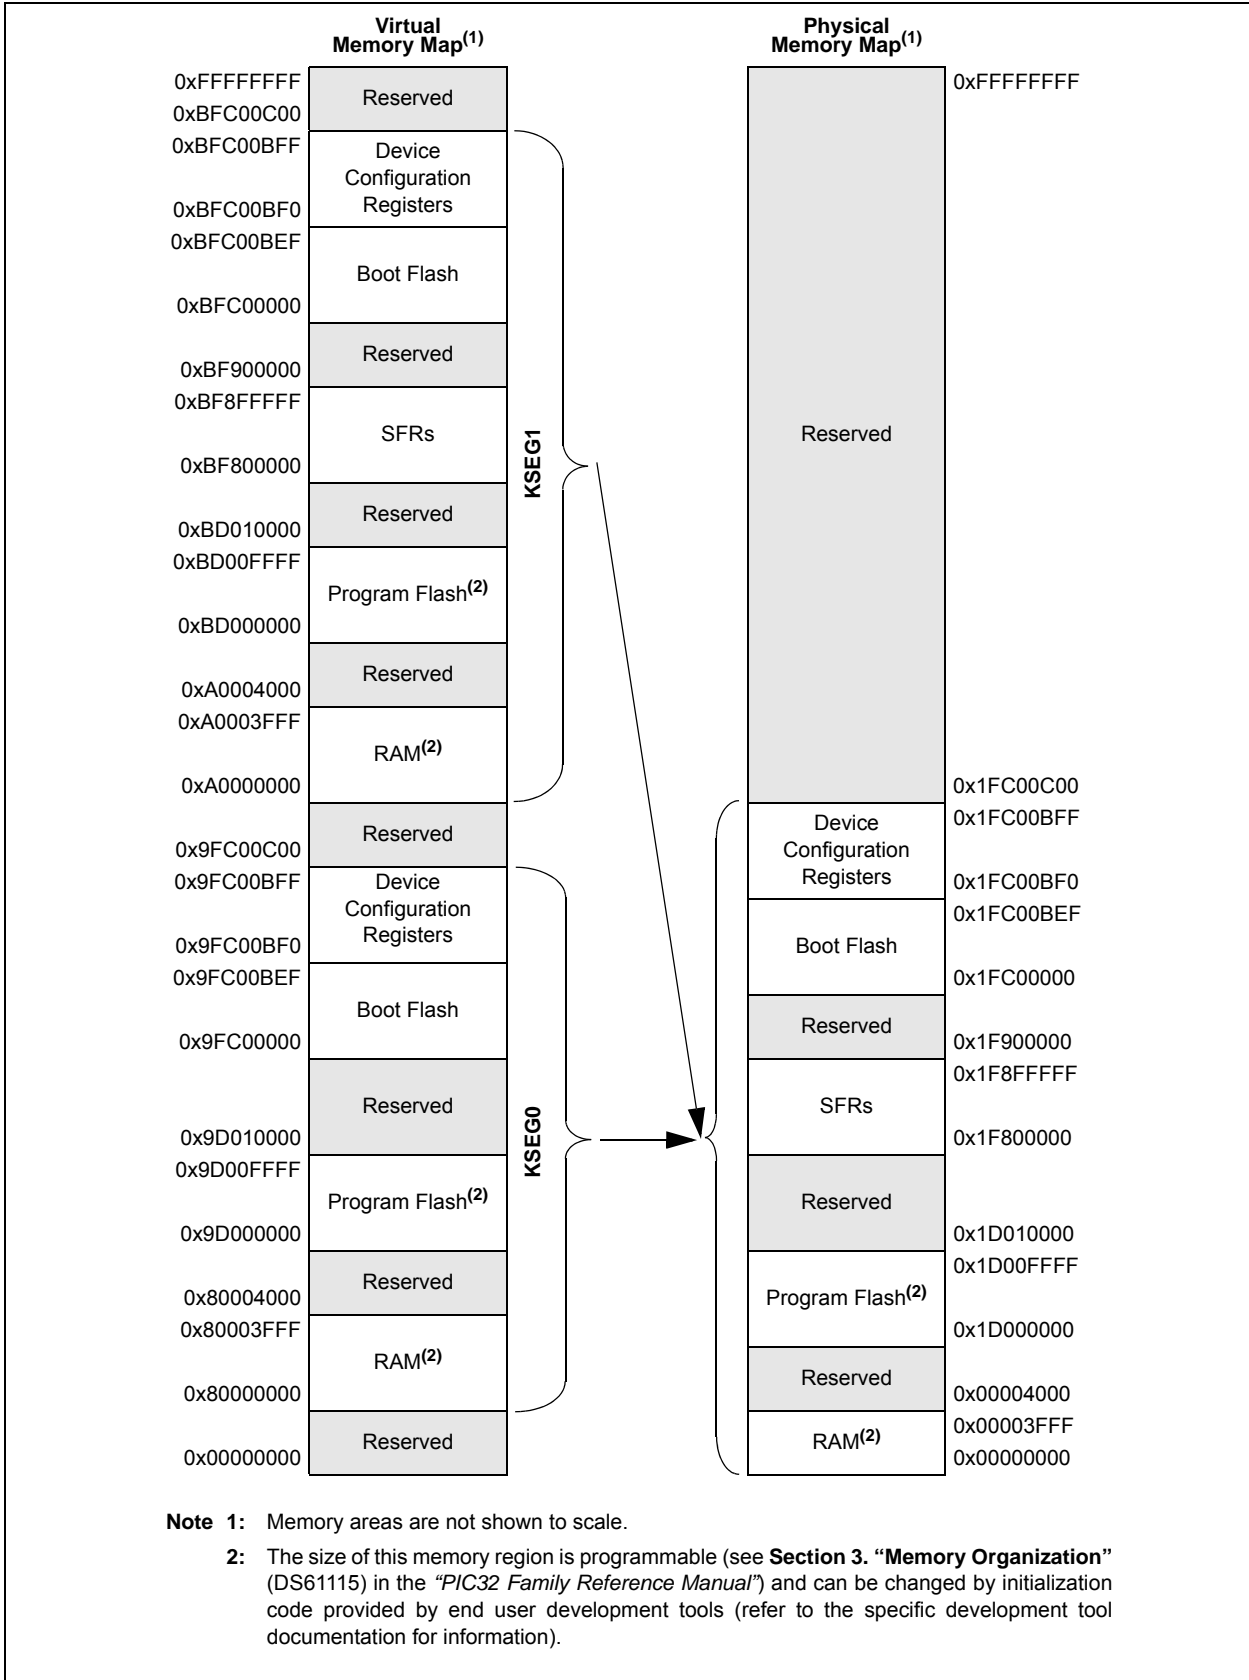 Virtual
Memory Map(1)
0xFFFFFFFF
Reserved
0xBFC00C00
0xBFC00BFF
Device
Configuration
Registers
0xBFC00BF0
0xBFC00BEF
Boot Flash
0xBFC00000
Reserved
0xBF900000
0xBF8FFFFF
SFRs
0xBF800000
Reserved
0xBD010000
0xBD00FFFF
Program Flash(2)
0xBD000000
Reserved
0xA0004000
0xA0003FFF
RAM(2)
0xA0000000
Reserved
0x9FC00C00
0x9FC00BFF
Device
Configuration
Registers
0x9FC00BF0
0x9FC00BEF
Boot Flash
0x9FC00000
Reserved
0x9D010000
0x9D00FFFF
Program Flash(2)
0x9D000000
Reserved
0x80004000
0x80003FFF
RAM(2)
0x80000000
Reserved
0x00000000
KSEG1
KSEG0
Physical
Memory Map(1)
0xFFFFFFFF
Reserved
0x1FC00C00
0x1FC00BFF
Device
Configuration
Registers
0x1FC00BF0
0x1FC00BEF
Boot Flash
0x1FC00000
Reserved
0x1F900000
0x1F8FFFFF
SFRs
0x1F800000
Reserved
0x1D010000
0x1D00FFFF
Program Flash(2)
0x1D000000
Reserved
0x00004000
0x00003FFF
RAM(2)
0x00000000
Note 1: Memory areas are not shown to scale.
2: The size of this memory region is programmable (see Section 3. “Memory Organization”
(DS61115) in the “PIC32 Family Reference Manual”) and can be changed by initialization
code provided by end user development tools (refer to the specific development tool
documentation for information).